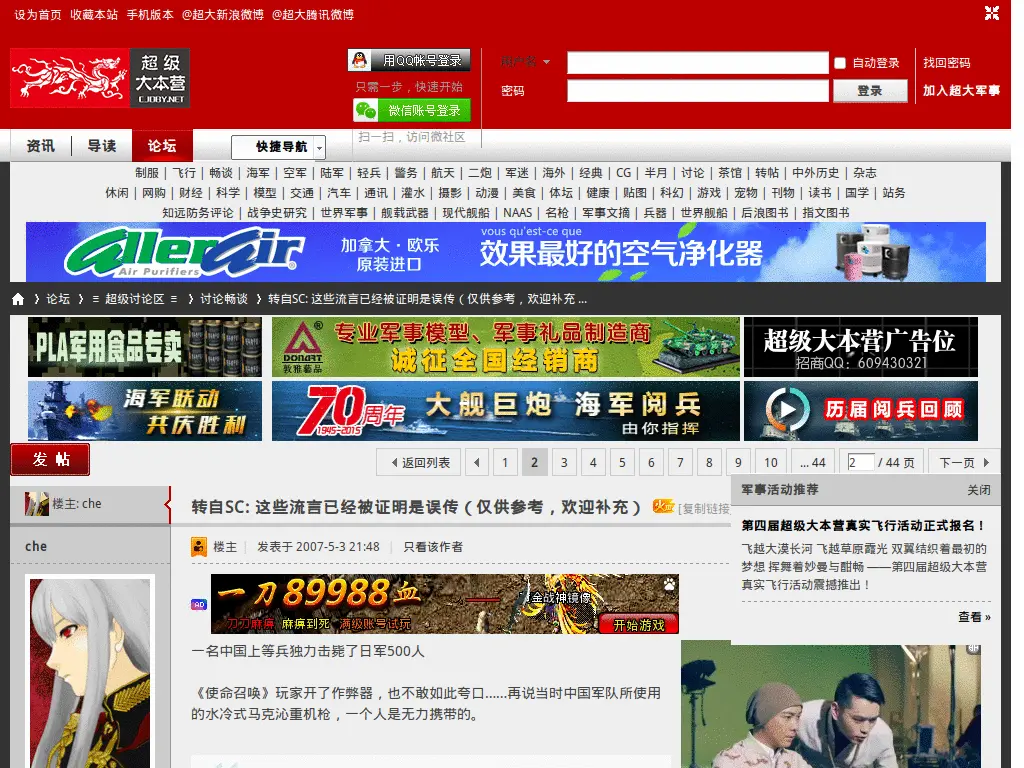 设为首页 收藏本站 手机版本 @超大新浪微博 @超大腾讯微博
超级
大本营
CJDBY.NET
用QQ帐号登录
只需一步，快速开始
微信账号登录
扫一扫，访问微社区
用户名
自动登录
找回密码
密码
登录
加入超大军事
资讯 导读 论坛 快捷导航
制服 | 飞行 | 畅谈 | 海军 | 空军 | 陆军 | 轻兵 | 警务 | 航天 | 二炮 | 军迷 | 海外 | 经典 | CG | 半月 | 讨论 | 茶馆 | 转帖 | 中外历史 | 杂志
休闲 | 网购 | 财经 | 科学 | 模型 | 交通 | 汽车 | 通讯 | 灌水 | 摄影 | 动漫 | 美食 | 体坛 | 健康 | 贴图 | 科幻 | 游戏 | 宠物 | 刊物 | 读书 | 国学 | 站务
知远防务评论 | 战争史研究 | 世界军事 | 舰载武器 | 现代舰船 | NAAS | 名枪 | 军事文摘 | 兵器 | 世界舰船 | 后浪图书 | 指文图书
allerair®
Air Purifiers
加拿大·欧乐
原装进口
vous qu'est-ce que
效果最好的空气净化器
论坛 》 ≡ 超级讨论区 ≡ 》 讨论畅谈 》 转自SC: 这些流言已经被证明是误传（仅供参考，欢迎补充 ...
PLA军用食品专卖
DONART
敦雅藝品
专业军事模型、军事礼品制造商
诚征全国经销商
超级大本营广告位
招商QQ：609430321
海军联动
共庆胜利
70周年
1945-2015
大舰巨炮 海军阅兵
由你指挥
历届阅兵回顾
发 帖
返回列表 1 2 3 4 5 6 7 8 9 10 ... 44 2 / 44 页 下一页
军事活动推荐 关闭
第四届超级大本营真实飞行活动正式报名！
飞越大漠长河 飞越草原霞光 双翼结织着最初的
梦想 挥舞着妙曼与酣畅 ——第四届超级大本营
真实飞行活动震撼推出！
查看 »
楼主: che
转自SC: 这些流言已经被证明是误传（仅供参考，欢迎补充）
火
[复制链接
che
楼主 | 发表于 2007-5-3 21:48 | 只看该作者
AD
一刀89988血
刀刀麻痹 麻痹到死 满级账号试玩
金战神镜像
开始游戏
一名中国上等兵独力击毙了日军500人
《使命召唤》玩家开了作弊器，也不敢如此夸口……再说当时中国军队所使用
的水冷式马克沁重机枪，一个人是无力携带的。